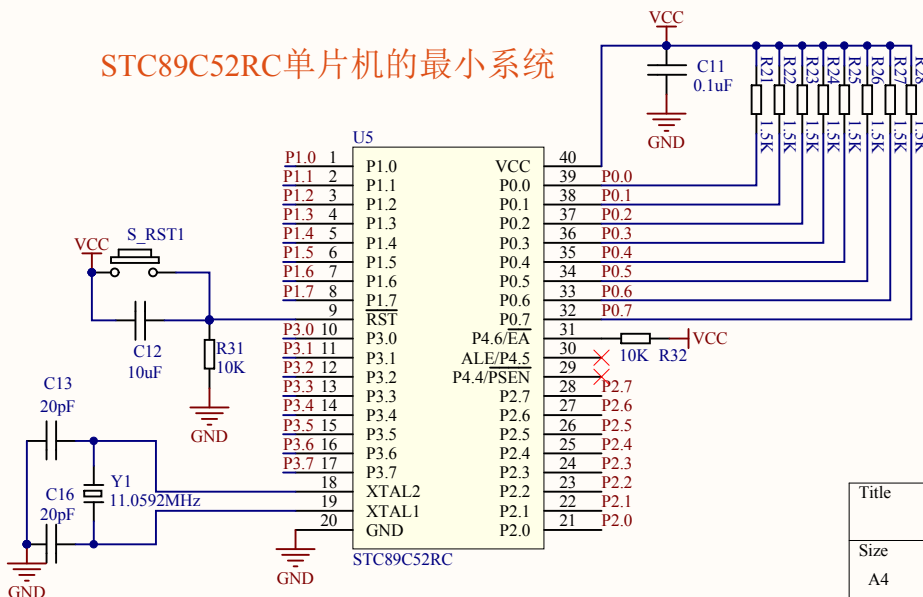 STC89C52RC单片机的最小系统
VCC
C11
0.1uF
GND
R21
R22
R23
R24
R25
R26
R27
R28
1.5K
1.5K
1.5K
1.5K
1.5K
1.5K
1.5K
1.5K
U5
P1.0 1 P1.0
P1.1 2 P1.1
P1.2 3 P1.2
P1.3 4 P1.3
P1.4 5 P1.4
P1.5 6 P1.5
P1.6 7 P1.6
P1.7 8 P1.7
9 RST
P3.0 10 P3.0
P3.1 11 P3.1
P3.2 12 P3.2
P3.3 13 P3.3
P3.4 14 P3.4
P3.5 15 P3.5
P3.6 16 P3.6
P3.7 17 P3.7
18 XTAL2
19 XTAL1
20 GND
VCC 40
P0.0 39 P0.0
P0.1 38 P0.1
P0.2 37 P0.2
P0.3 36 P0.3
P0.4 35 P0.4
P0.5 34 P0.5
P0.6 33 P0.6
P0.7 32 P0.7
P4.6/EA 31
ALE/P4.5 30
P4.4/PSEN 29
P2.7 28 P2.7
P2.6 27 P2.6
P2.5 26 P2.5
P2.4 25 P2.4
P2.3 24 P2.3
P2.2 23 P2.2
P2.1 22 P2.1
P2.0 21 P2.0
STC89C52RC
10K R32
VCC
S_RST1
VCC
C12
10uF
R31
10K
GND
C13
20pF
C16
20pF
Y1
11.0592MHz
GND
GND
Title
Size
A4